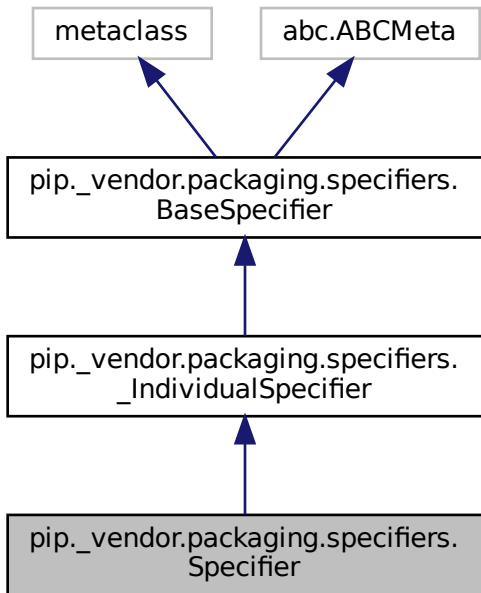 metaclass
abc.ABCMeta
pip._vendor.packaging.specifiers.
BaseSpecifier
pip._vendor.packaging.specifiers.
_IndividualSpecifier
pip._vendor.packaging.specifiers.
Specifier